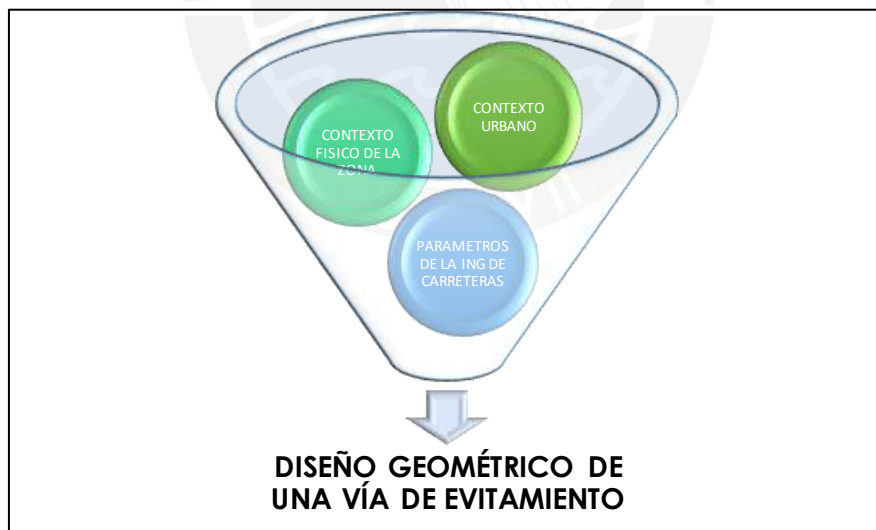 CONTEXTO
FISICO DE LA
ZONA
CONTEXTO
URBANO
PARAMETROS
DE LA ING DE
CARRETERAS
DISEÑO GEOMÉTRICO DE
UNA VÍA DE EVITAMIENTO